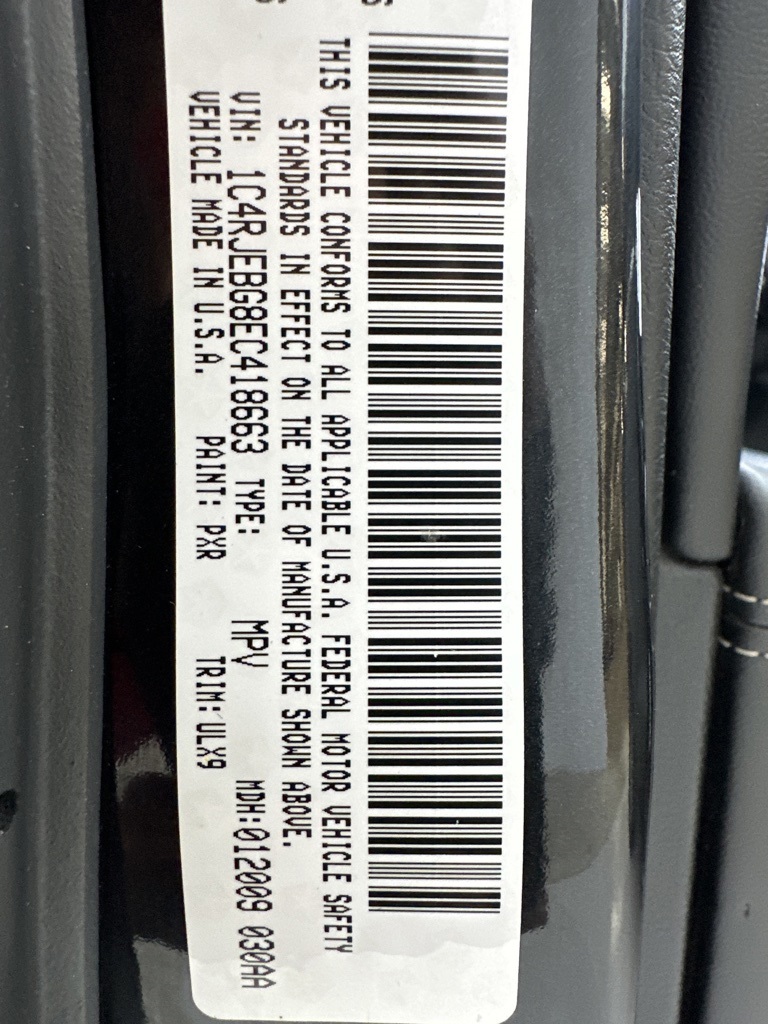 THIS VEHICLE CONFORMS TO ALL APPLICABLE U.S.A. FEDERAL MOTOR VEHICLE SAFETY
STANDARDS IN EFFECT ON THE DATE OF MANUFACTURE SHOWN ABOVE.
VIN: 1C4RJEBG8EC418663 TYPE: MPV MDH:012009 030AA
VEHICLE MADE IN U.S.A. PAINT: PXR TRIM:ULX9